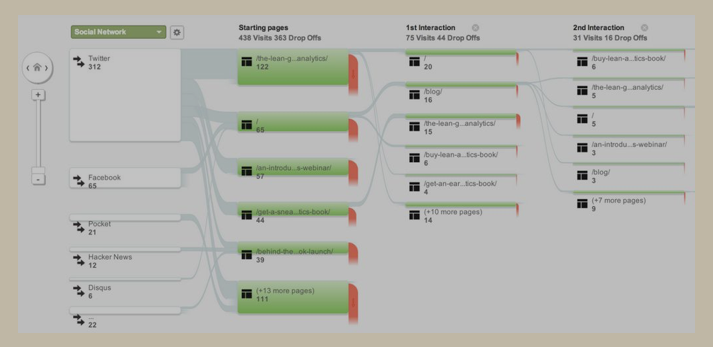 Social Network
Twitter
312
Facebook
65
Pocket
21
Hacker News
12
Disqus
6
...
22
Starting pages
438 Visits 363 Drop Offs
/the-lean-g...analytics/
122
/
65
/an-introdu...s-webinar/
57
/get-a-snea...tics-book/
44
/behind-the...ok-launch/
39
(+13 more pages)
111
1st Interaction
75 Visits 44 Drop Offs
/
20
/blog/
16
/the-lean-g...analytics/
15
/buy-lean-a...tics-book/
6
/get-an-ear...tics-book/
4
(+10 more pages)
14
2nd Interaction
31 Visits 16 Drop Offs
/buy-lean-a...tics-book/
6
/the-lean-g...analytics/
5
/
5
/an-introdu...s-webinar/
3
/blog/
3
(+7 more pages)
9